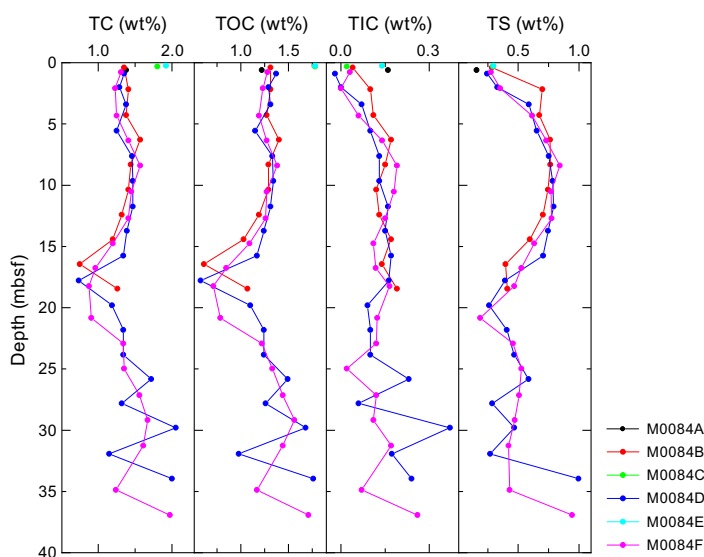 TC (wt%) TOC (wt%) TIC (wt%) TS (wt%)
1.0 2.0 1.0 1.5 0.0 0.3 0.5 1.0
0
5
10
15
20
25
30
35
40
Depth (mbsf)
M0084A
M0084B
M0084C
M0084D
M0084E
M0084F